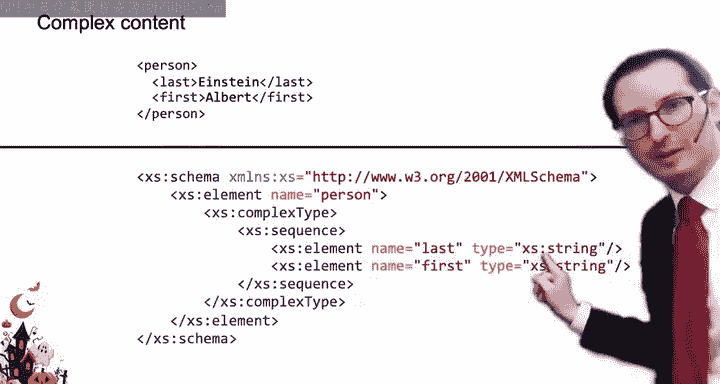 Complex content
<person>
<last>Einstein</last>
<first>Albert</first>
</person>
<xs:schema xmlns:xs="http://www.w3.org/2001/XMLSchema">
<xs:element name="person">
<xs:complexType>
<xs:sequence>
<xs:element name="last" type="xs:string"/>
<xs:element name="first" type="xs:string"/>
</xs:sequence>
</xs:complexType>
</xs:element>
</xs:schema>